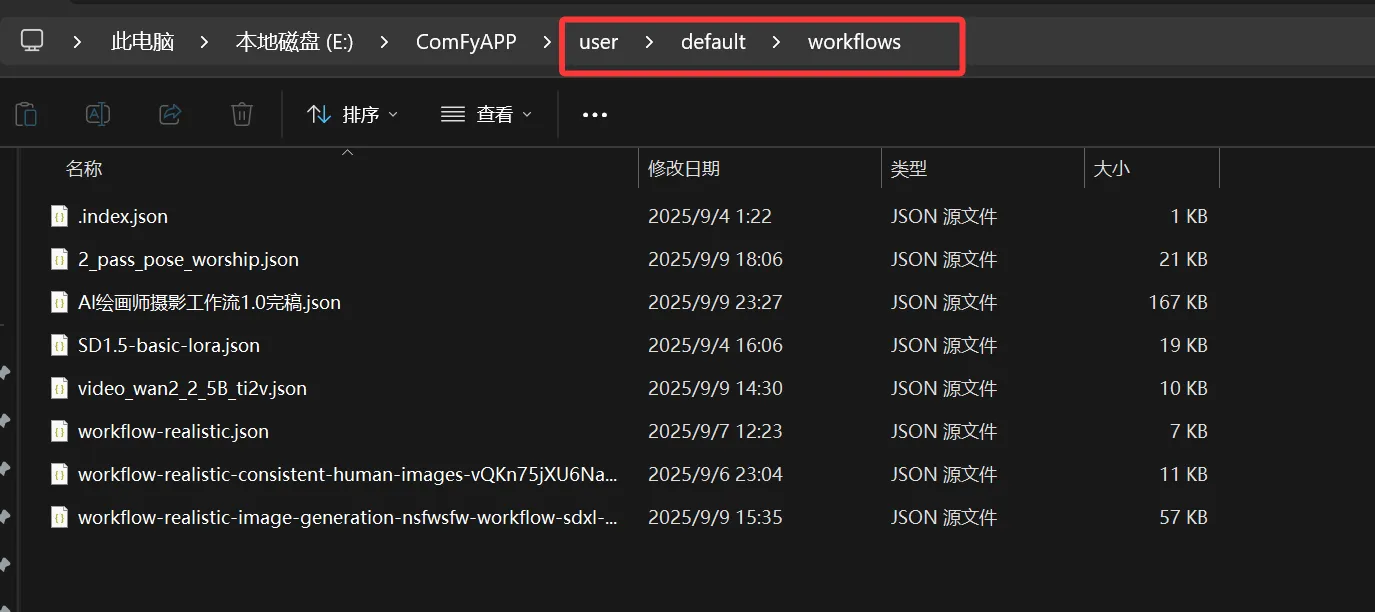 此电脑 > 本地磁盘 (E:) > ComFyAPP > user > default > workflows
排序 查看 •••
名称 修改日期 类型 大小
.index.json 2025/9/4 1:22 JSON 源文件 1 KB
2_pass_pose_worship.json 2025/9/9 18:06 JSON 源文件 21 KB
AI绘画师摄影工作流1.0完稿.json 2025/9/9 23:27 JSON 源文件 167 KB
SD1.5-basic-lora.json 2025/9/4 16:06 JSON 源文件 19 KB
video_wan2_2_5B_ti2v.json 2025/9/9 14:30 JSON 源文件 10 KB
workflow-realistic.json 2025/9/7 12:23 JSON 源文件 7 KB
workflow-realistic-consistent-human-images-vQKn75jXU6Na... 2025/9/6 23:04 JSON 源文件 11 KB
workflow-realistic-image-generation-nsfwsfw-workflow-sdxl-... 2025/9/9 15:35 JSON 源文件 57 KB